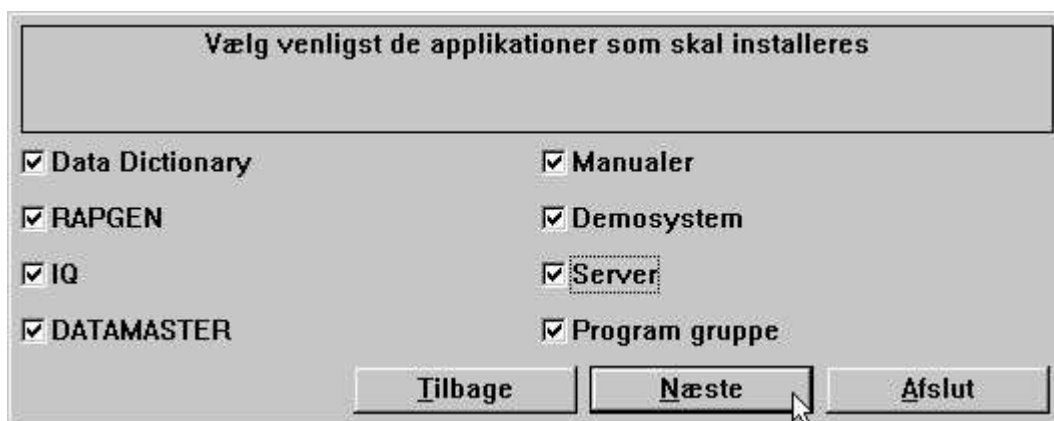 Vælg venligst de applikationer som skal installeres
Data Dictionary
Manualer
RAPGEN
Demosystem
IQ
Server
DATAMASTER
Program gruppe
Tilbage
Næste
Afslut